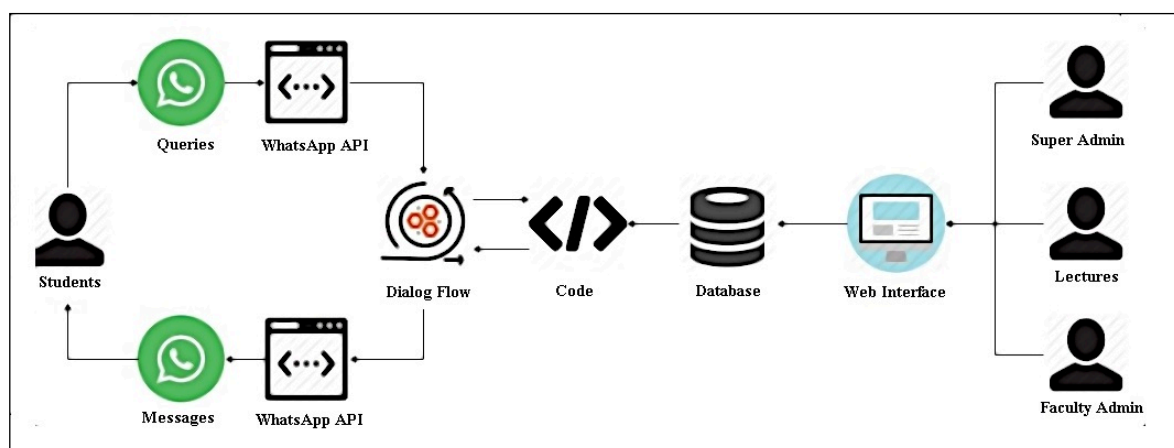 Queries
WhatsApp API
Super Admin
Students
Dialog Flow
Code
Database
Web Interface
Lectures
Messages
WhatsApp API
Faculty Admin